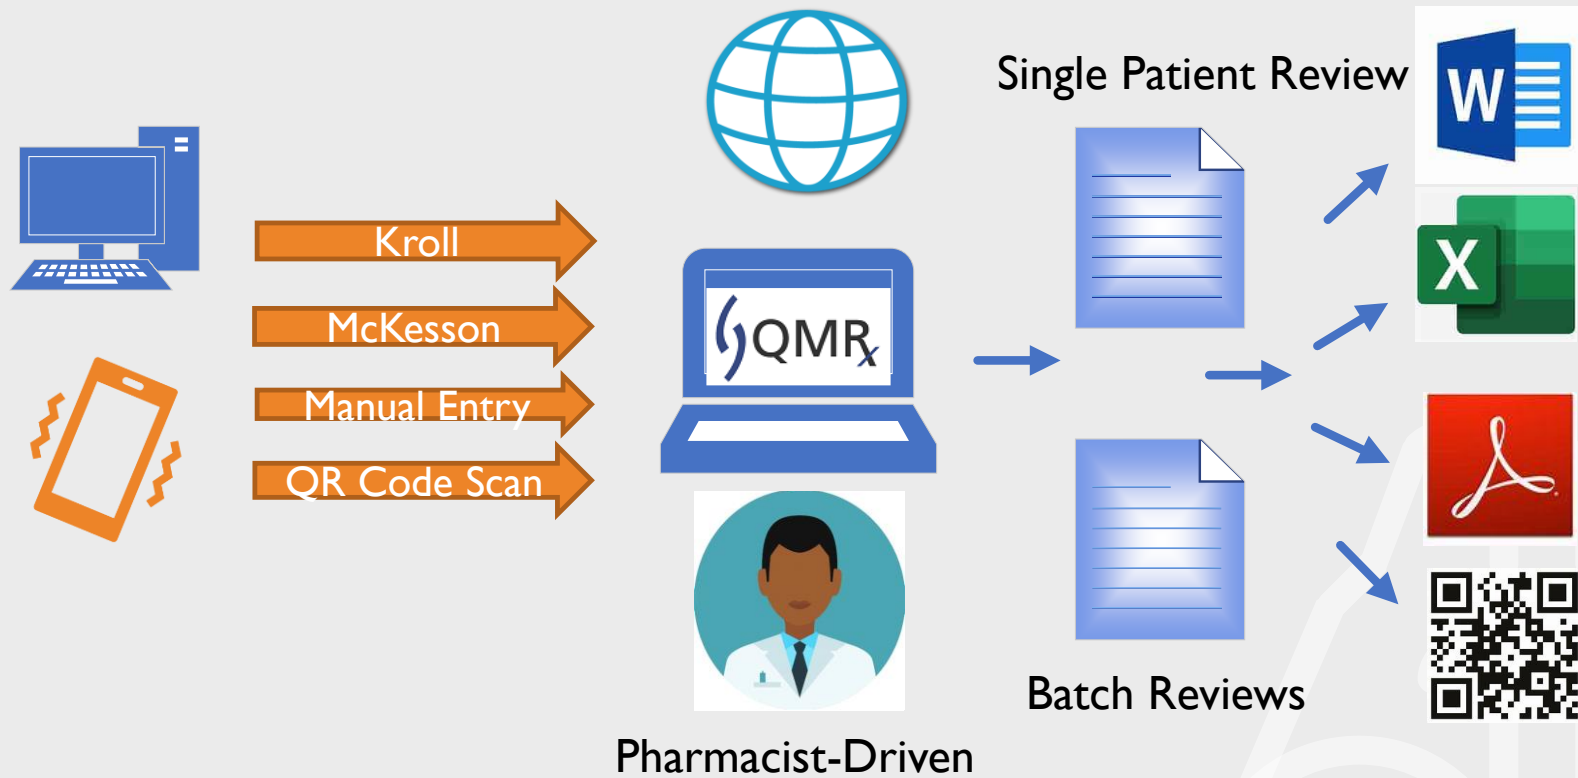 Kroll
McKesson
Manual Entry
QR Code Scan
QMRx
Pharmacist-Driven
Single Patient Review
Batch Reviews
W
X